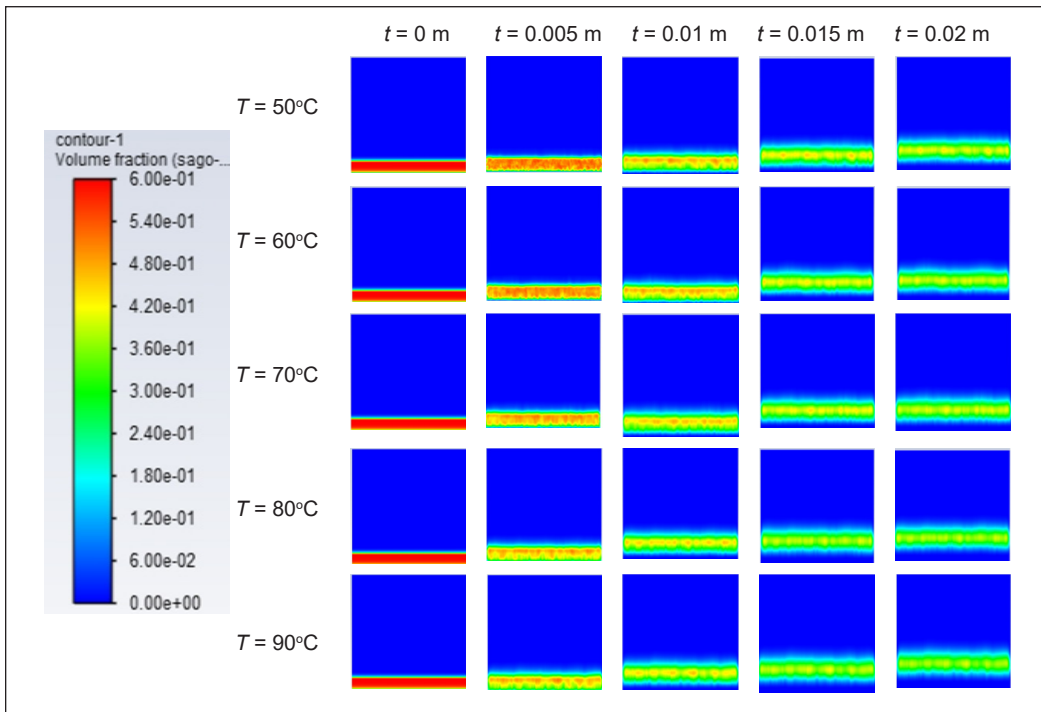 t = 0 m t = 0.005 m t = 0.01 m t = 0.015 m t = 0.02 m
T = 50°C
contour-1
Volume fraction (sago-...
6.00e-01
5.40e-01
4.80e-01
4.20e-01
3.60e-01
3.00e-01
2.40e-01
1.80e-01
1.20e-01
6.00e-02
0.00e+00
T = 60°C
T = 70°C
T = 80°C
T = 90°C